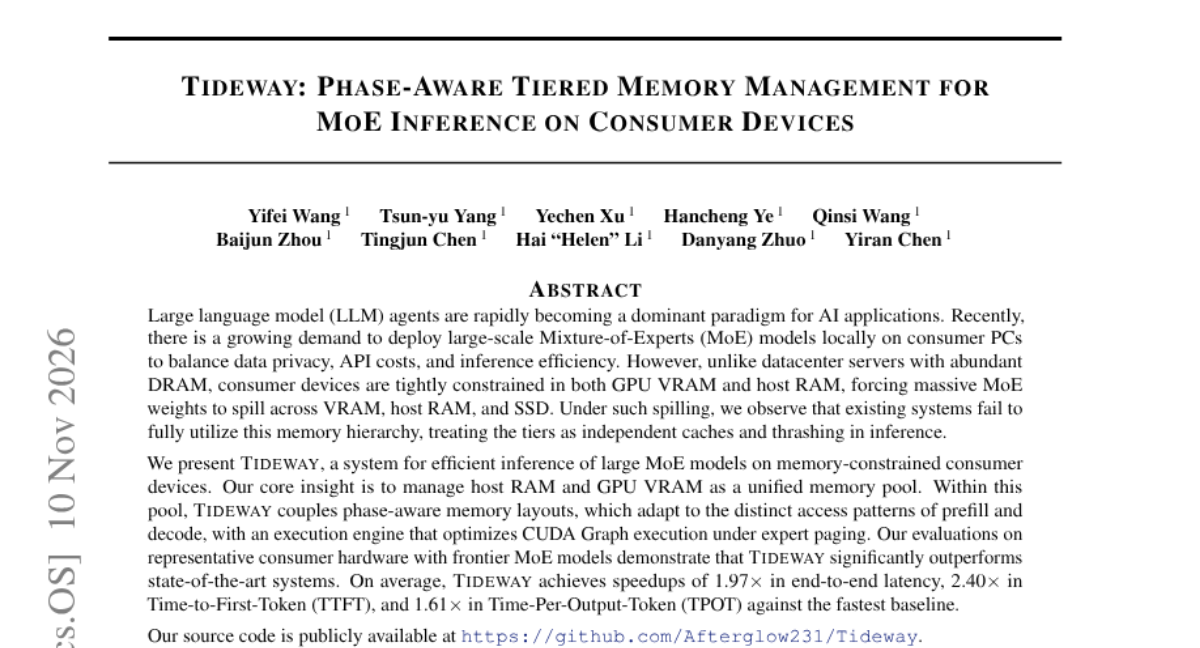 TIDEWAY: PHASE-AWARE TIERED MEMORY MANAGEMENT FOR
MOE INFERENCE ON CONSUMER DEVICES
Yifei Wang 1 Tsun-yu Yang 1 Yechen Xu 1 Hancheng Ye 1 Qinsi Wang 1
Baijun Zhou 1 Tingjun Chen 1 Hai “Helen” Li 1 Danyang Zhuo 1 Yiran Chen 1
ABSTRACT
Large language model (LLM) agents are rapidly becoming a dominant paradigm for AI applications. Recently,
there is a growing demand to deploy large-scale Mixture-of-Experts (MoE) models locally on consumer PCs
to balance data privacy, API costs, and inference efficiency. However, unlike datacenter servers with abundant
DRAM, consumer devices are tightly constrained in both GPU VRAM and host RAM, forcing massive MoE
weights to spill across VRAM, host RAM, and SSD. Under such spilling, we observe that existing systems fail to
fully utilize this memory hierarchy, treating the tiers as independent caches and thrashing in inference.
We present TIDEWAY, a system for efficient inference of large MoE models on memory-constrained consumer
devices. Our core insight is to manage host RAM and GPU VRAM as a unified memory pool. Within this
pool, TIDEWAY couples phase-aware memory layouts, which adapt to the distinct access patterns of prefill and
decode, with an execution engine that optimizes CUDA Graph execution under expert paging. Our evaluations on
representative consumer hardware with frontier MoE models demonstrate that TIDEWAY significantly outperforms
state-of-the-art systems. On average, TIDEWAY achieves speedups of 1.97× in end-to-end latency, 2.40× in
Time-to-First-Token (TTFT), and 1.61× in Time-Per-Output-Token (TPOT) against the fastest baseline.
Our source code is publicly available at https://github.com/Afterglow231/Tideway.
cs.OS] 10 Nov 2026